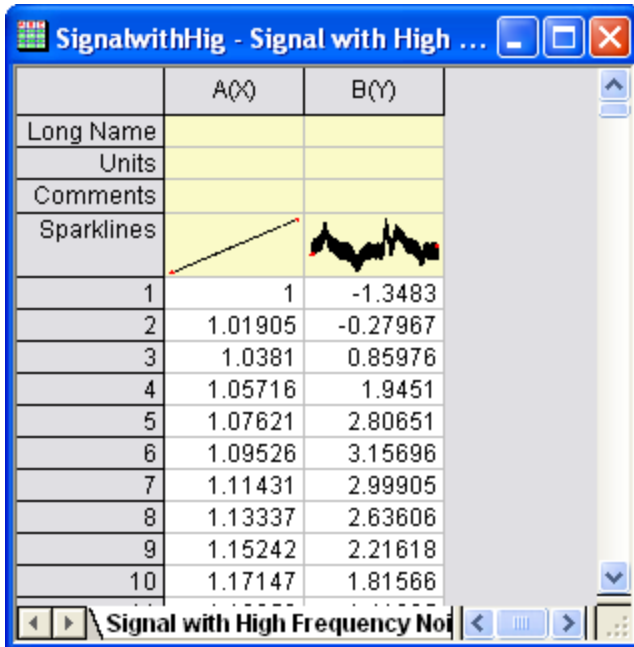 SignalwithHig - Signal with High ...
A(X) B(Y)
Long Name
Units
Comments
Sparklines
1 1 -1.3483
2 1.01905 -0.27967
3 1.0381 0.85976
4 1.05716 1.9451
5 1.07621 2.80651
6 1.09526 3.15696
7 1.11431 2.99905
8 1.13337 2.63606
9 1.15242 2.21618
10 1.17147 1.81566
Signal with High Frequency Noi